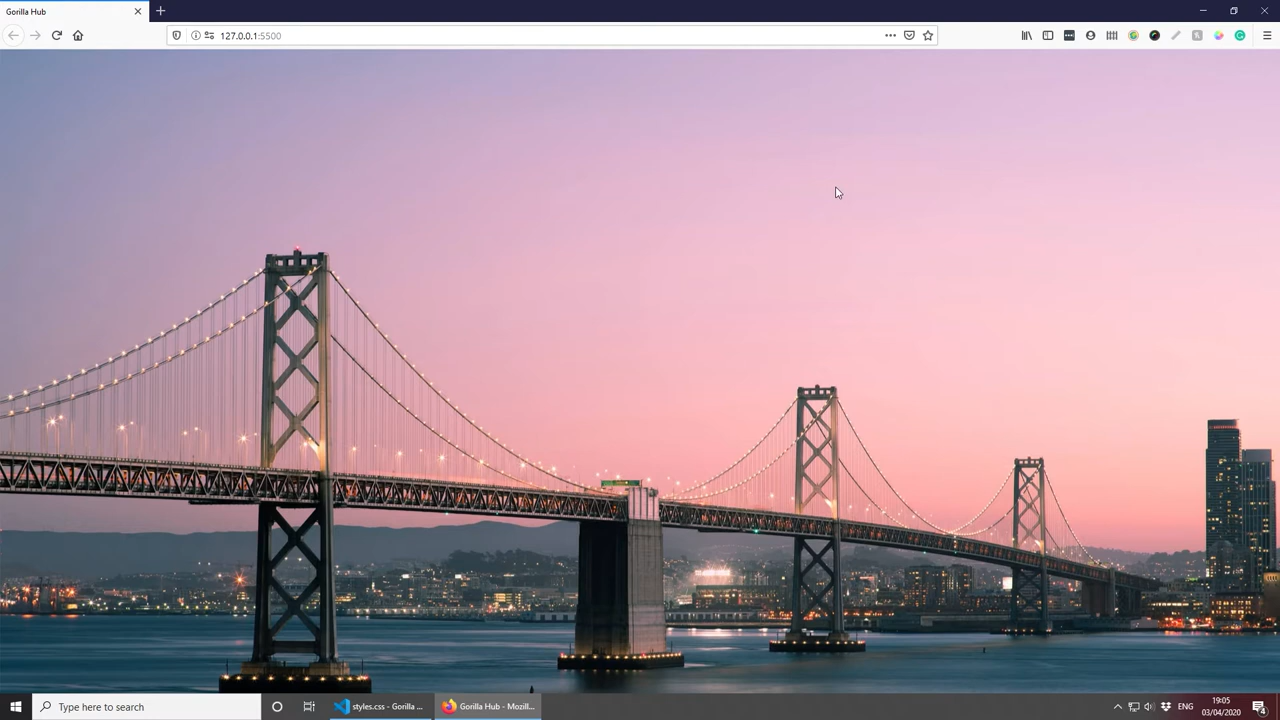 Gorilla Hub
127.0.0.1:5500
Type here to search
styles.css - Gorilla ...
Gorilla Hub - Mozill...
ENG
19:05
03/04/2020
4